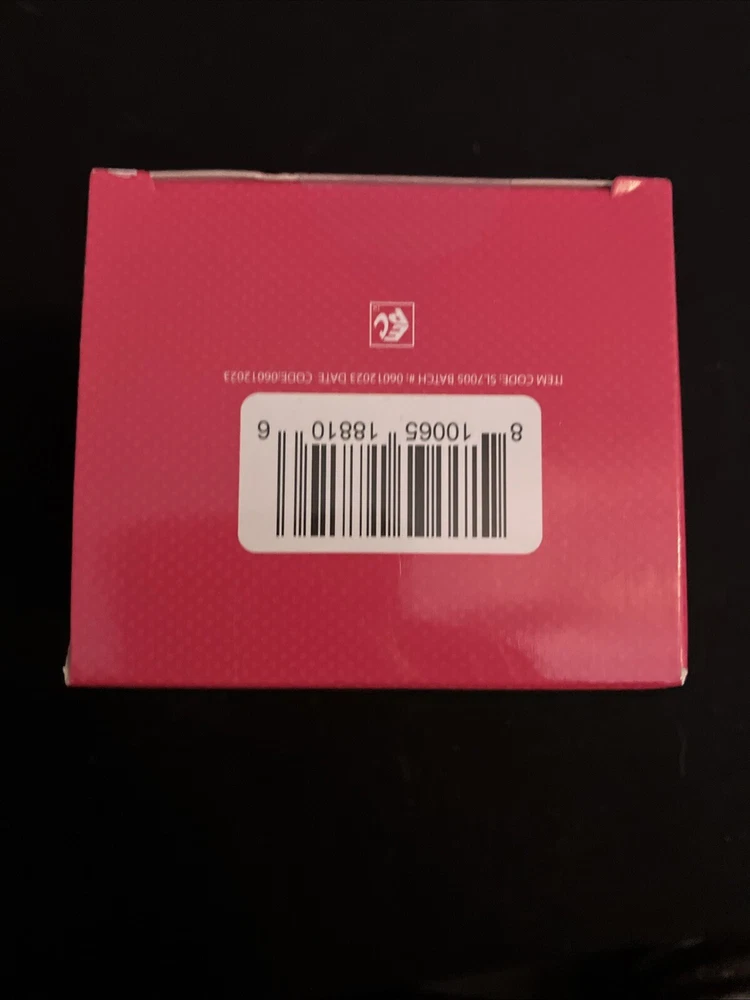 8 10065 18810 6
ITEM CODE: SL7005 BATCH #: 06012023 DATE CODE:06012023